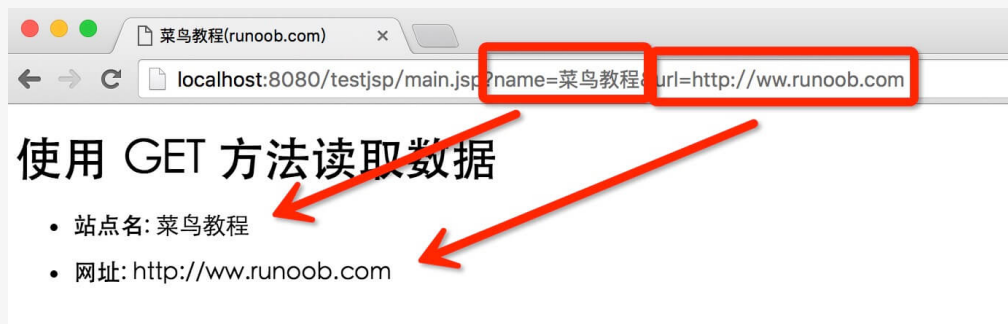 菜鸟教程(runoob.com)
localhost:8080/testjsp/main.jsp?name=菜鸟教程&url=http://ww.runoob.com
使用 GET 方法读取数据
站点名: 菜鸟教程
网址: http://ww.runoob.com